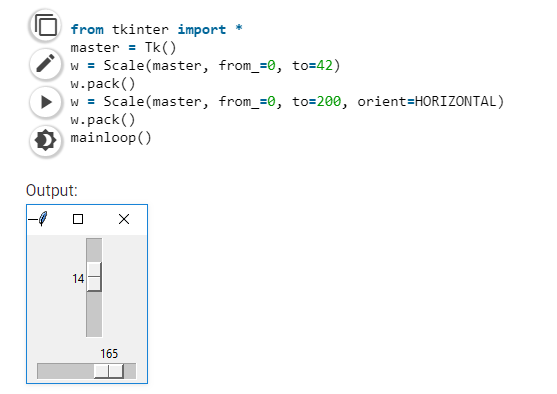 from tkinter import *
master = Tk()
w = Scale(master, from_=0, to=42)
w.pack()
w = Scale(master, from_=0, to=200, orient=HORIZONTAL)
w.pack()
mainloop()
Output:
14
165